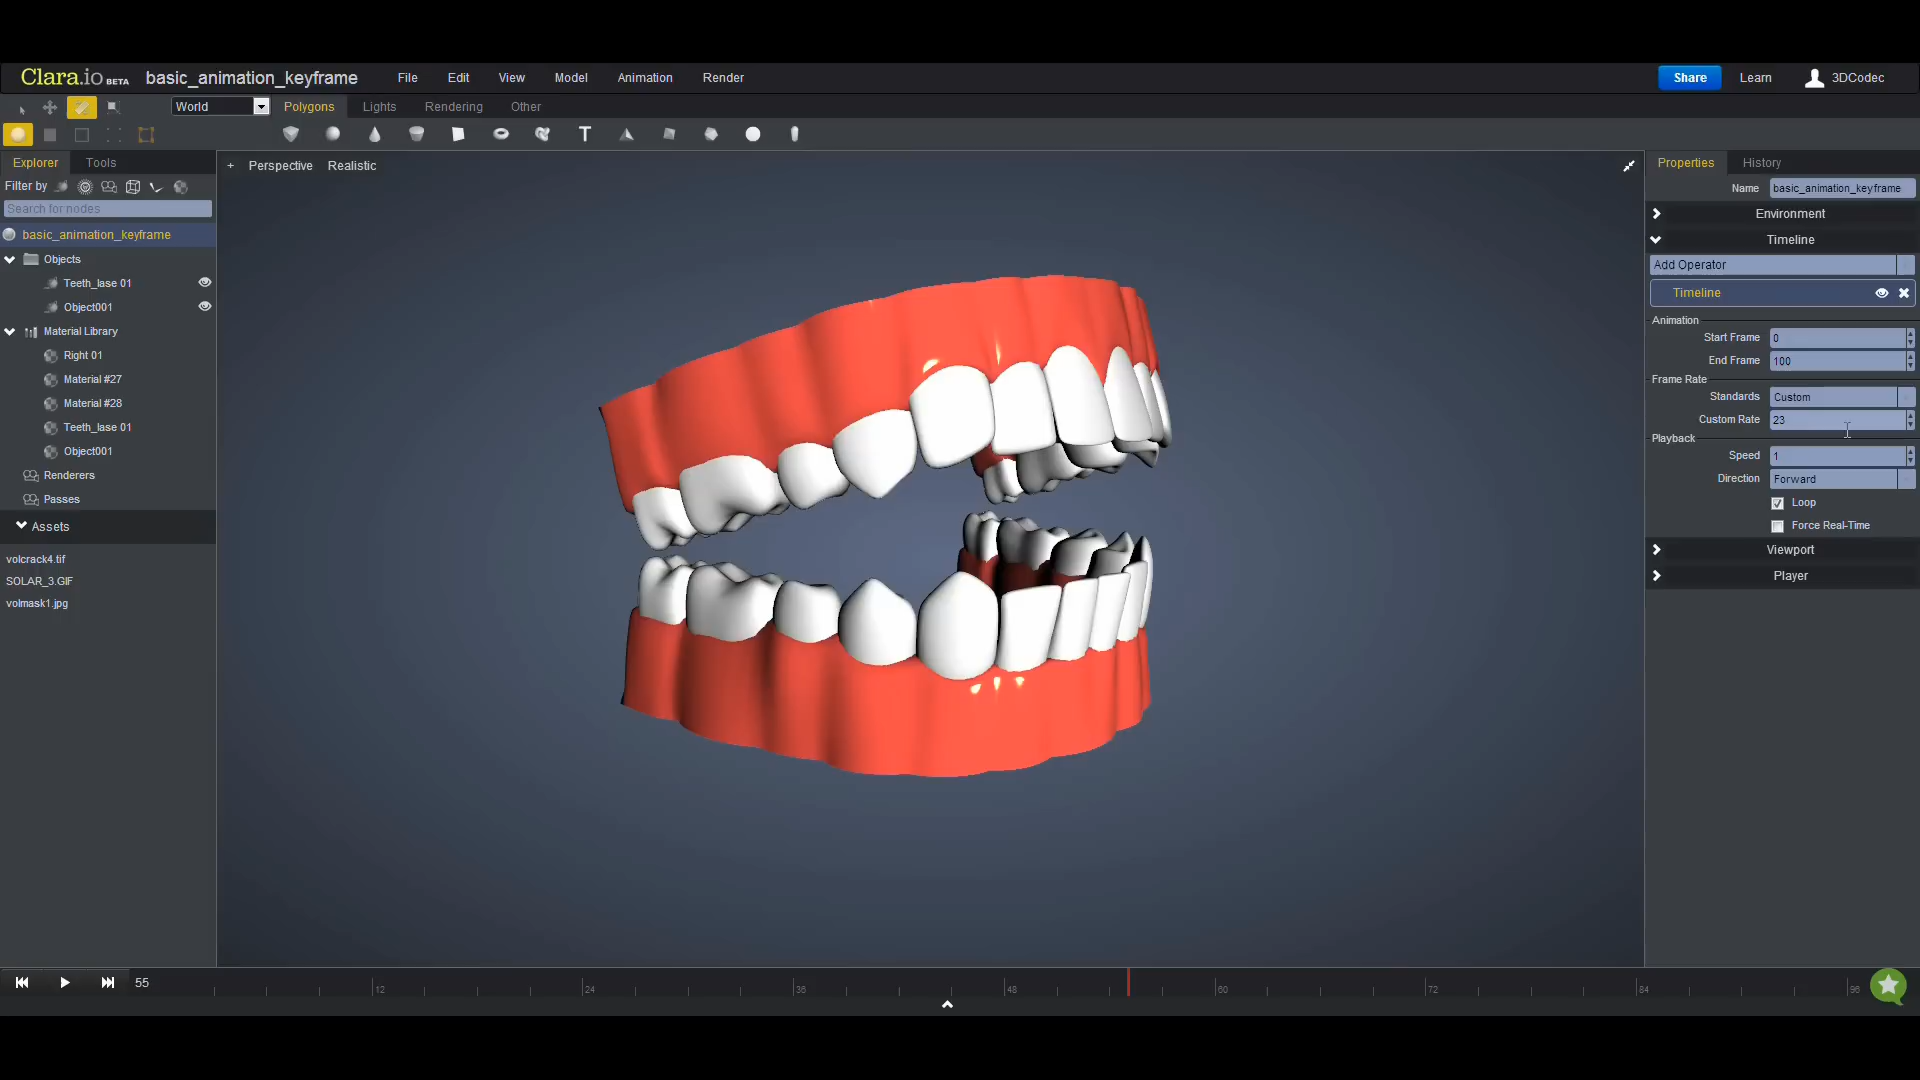 Clara.io BETA basic_animation_keyframe File Edit View Model Animation Render Share Learn 3DCodec
World Polygons Lights Rendering Other
T
Explorer Tools
Filter by
Search for nodes
basic_animation_keyframe
Objects
Teeth_lase 01
Object001
Material Library
Right 01
Material #27
Material #28
Teeth_lase 01
Object001
Renderers
Passes
Assets
volcrack4.tif
SOLAR_3.GIF
volmask1.jpg
+ Perspective Realistic
Properties History
Name basic_animation_keyframe
Environment
Timeline
Add Operator
Timeline
Animation
Start Frame 0
End Frame 100
Frame Rate
Standards Custom
Custom Rate 23
Playback
Speed 1
Direction Forward
Loop
Force Real-Time
Viewport
Player
55 12 24 36 48 60 72 84 96